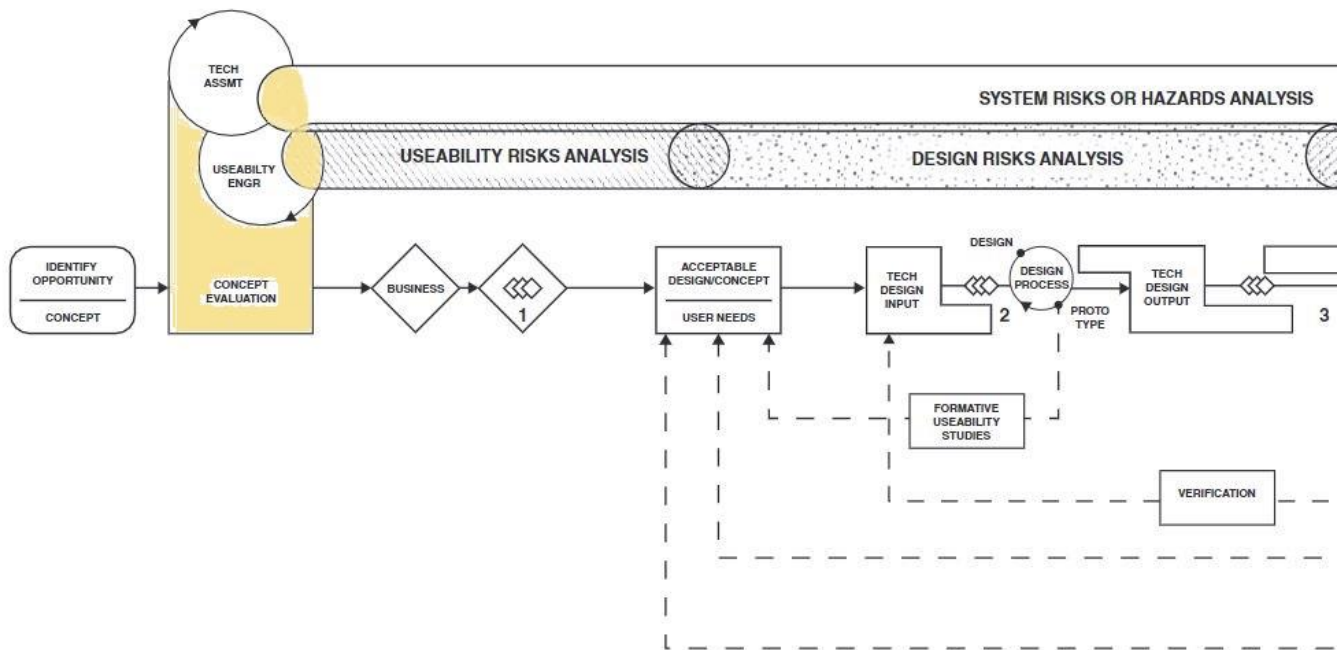 TECH
ASSMT
SYSTEM RISKS OR HAZARDS ANALYSIS
USEABILITY RISKS ANALYSIS
DESIGN RISKS ANALYSIS
USEABILTY
ENGR
IDENTIFY
OPPORTUNITY
CONCEPT
CONCEPT
EVALUATION
BUSINESS
1
ACCEPTABLE
DESIGN/CONCEPT
USER NEEDS
TECH
DESIGN
INPUT
DESIGN
2
DESIGN
PROCESS
PROTO
TYPE
TECH
DESIGN
OUTPUT
3
FORMATIVE
USEABILITY
STUDIES
VERIFICATION